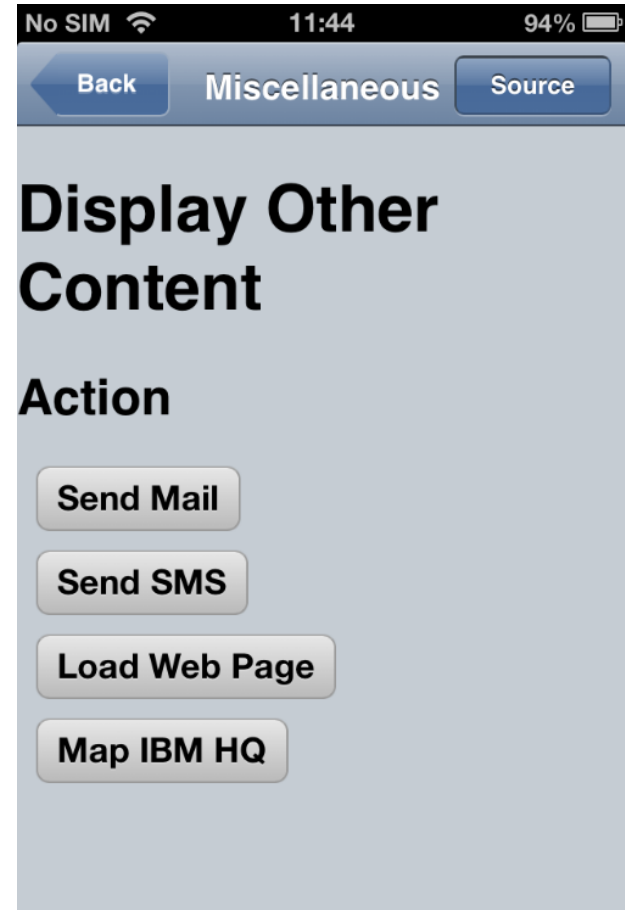 No SIM 11:44 94%
Back Miscellaneous Source
Display Other
Content
Action
Send Mail
Send SMS
Load Web Page
Map IBM HQ